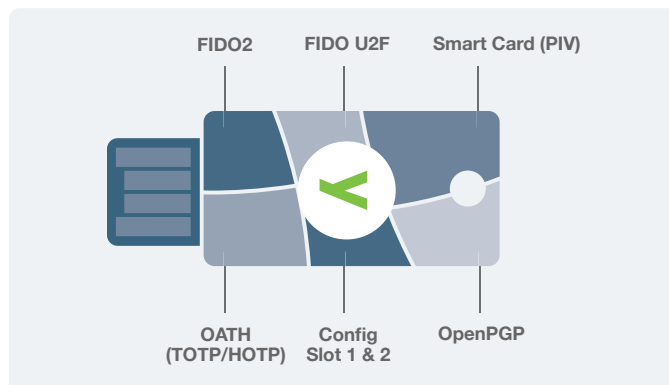 FIDO2
FIDO U2F
Smart Card (PIV)
OATH
(TOTP/HOTP)
Config
Slot 1 & 2
OpenPGP